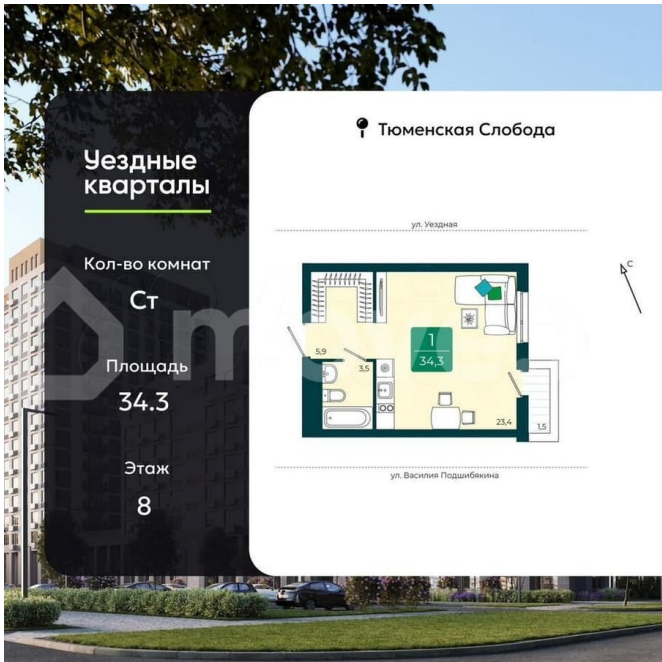 Уездные
кварталы
Кол-во комнат
Ст
Площадь
34.3
Этаж
8
Тюменская Слобода
ул. Уездная
С
1
34,3
5,9
3,5
23,4
1,5
ул. Василия Подшибякина